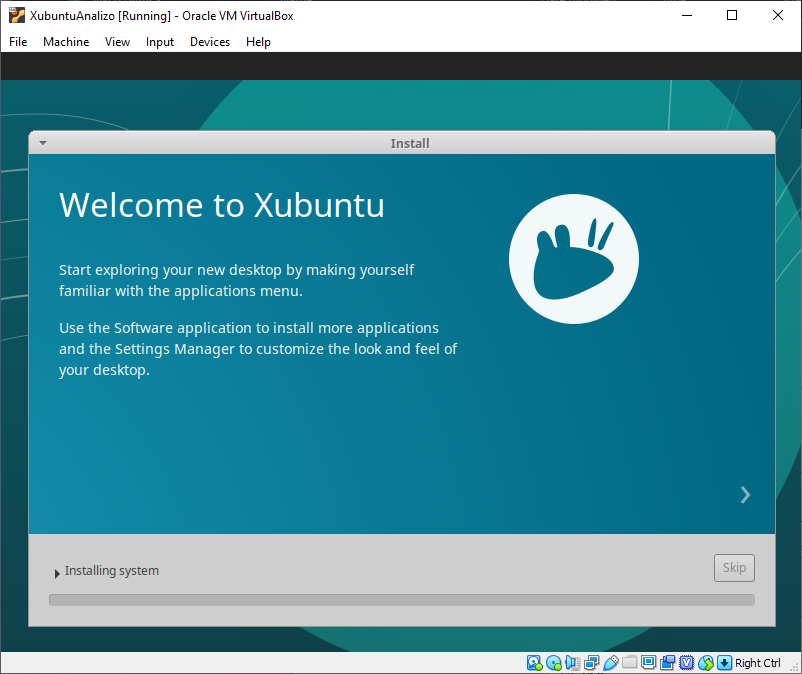 XubuntuAnalizo [Running] - Oracle VM VirtualBox
File Machine View Input Devices Help
Install
Welcome to Xubuntu
Start exploring your new desktop by making yourself
familiar with the applications menu.
Use the Software application to install more applications
and the Settings Manager to customize the look and feel of
your desktop.
Installing system
Skip
Right Ctrl